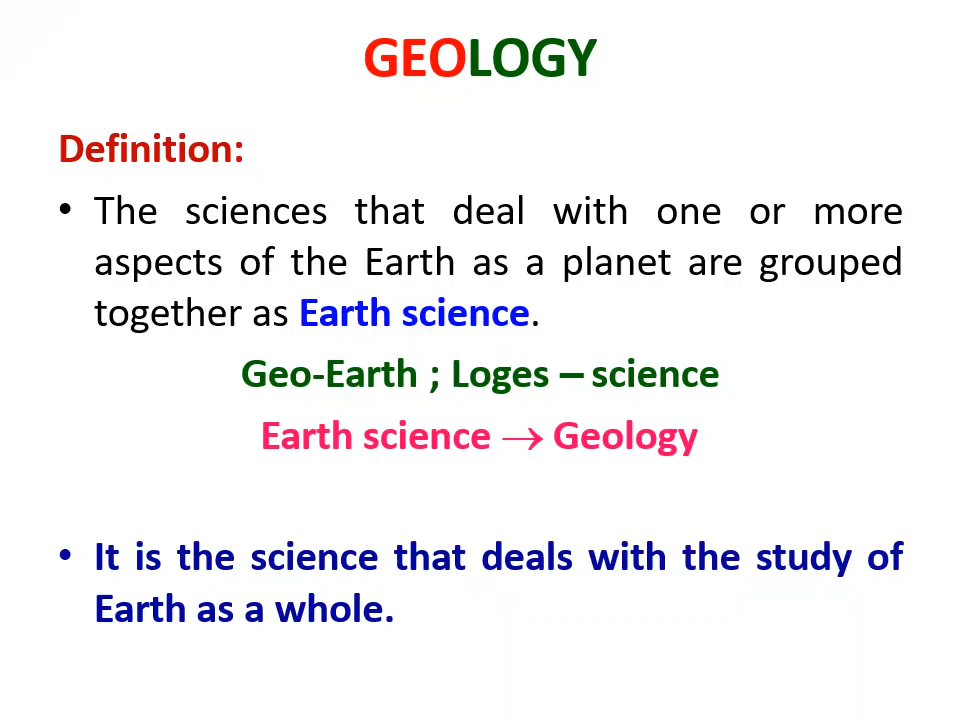 GEOLOGY
Definition:
• The sciences that deal with one or more
aspects of the Earth as a planet are grouped
together as Earth science.
Geo-Earth ; Loges – science
Earth science → Geology
• It is the science that deals with the study of
Earth as a whole.